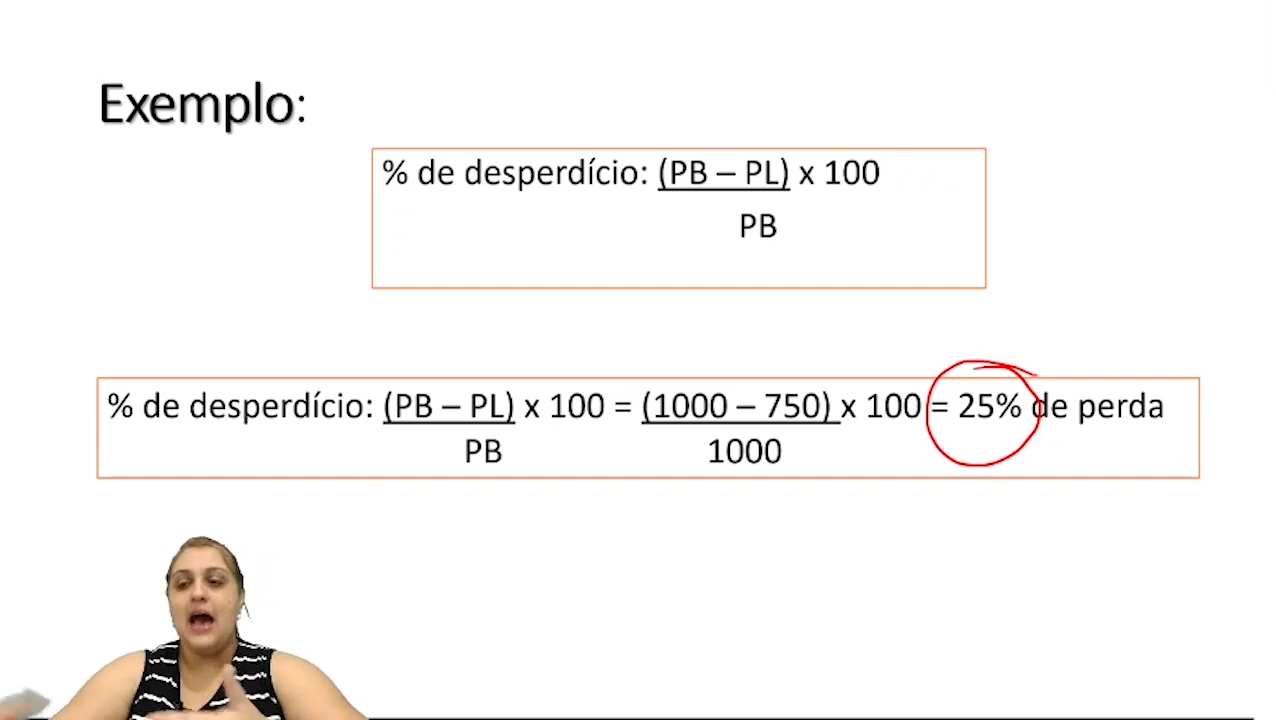 Exemplo:
% de desperdício: (PB – PL) x 100
PB
% de desperdício: (PB – PL) x 100 = (1000 – 750) x 100 = 25% de perda
PB 1000